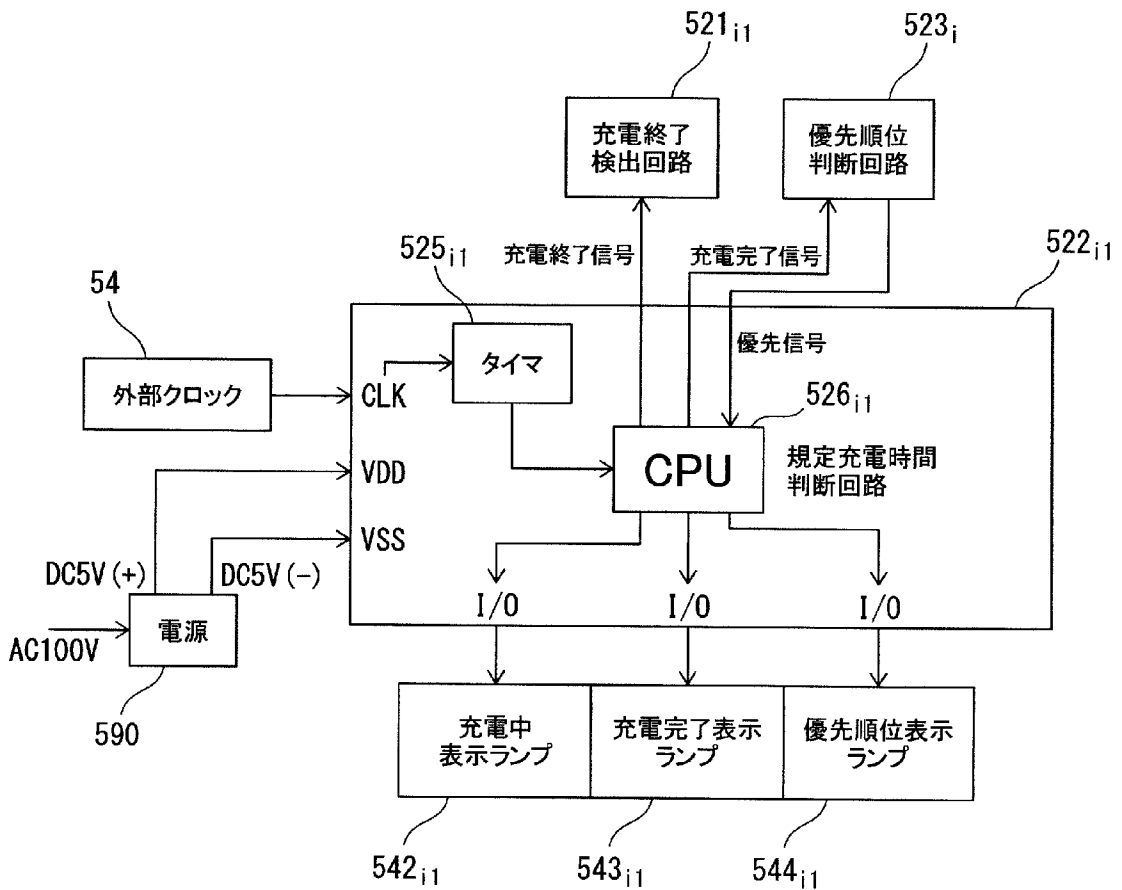 521i1
523i
充電終了
検出回路
優先順位
判断回路
525i1
充電終了信号
充電完了信号
522i1
54
タイマ
優先信号
外部クロック
CLK
526i1
CPU
規定充電時間
判断回路
VDD
VSS
DC5V(+)
DC5V(−)
I/O
I/O
I/O
電源
AC100V
590
充電中
表示ランプ
充電完了表示
ランプ
優先順位表示
ランプ
542i1
543i1
544i1